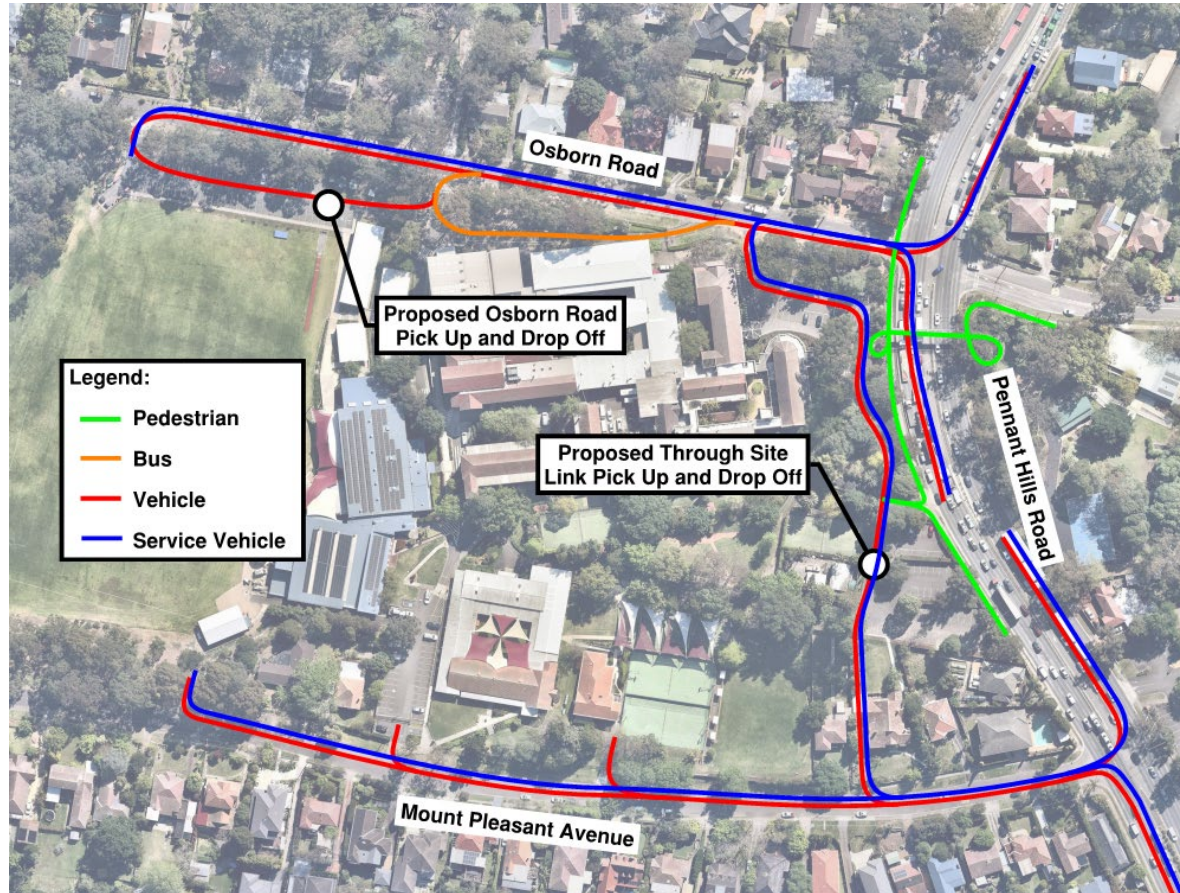 Osborn Road
Proposed Osborn Road
Pick Up and Drop Off
Legend:
Pedestrian
Bus
Vehicle
Service Vehicle
Pennant Hills Road
Proposed Through Site
Link Pick Up and Drop Off
Mount Pleasant Avenue